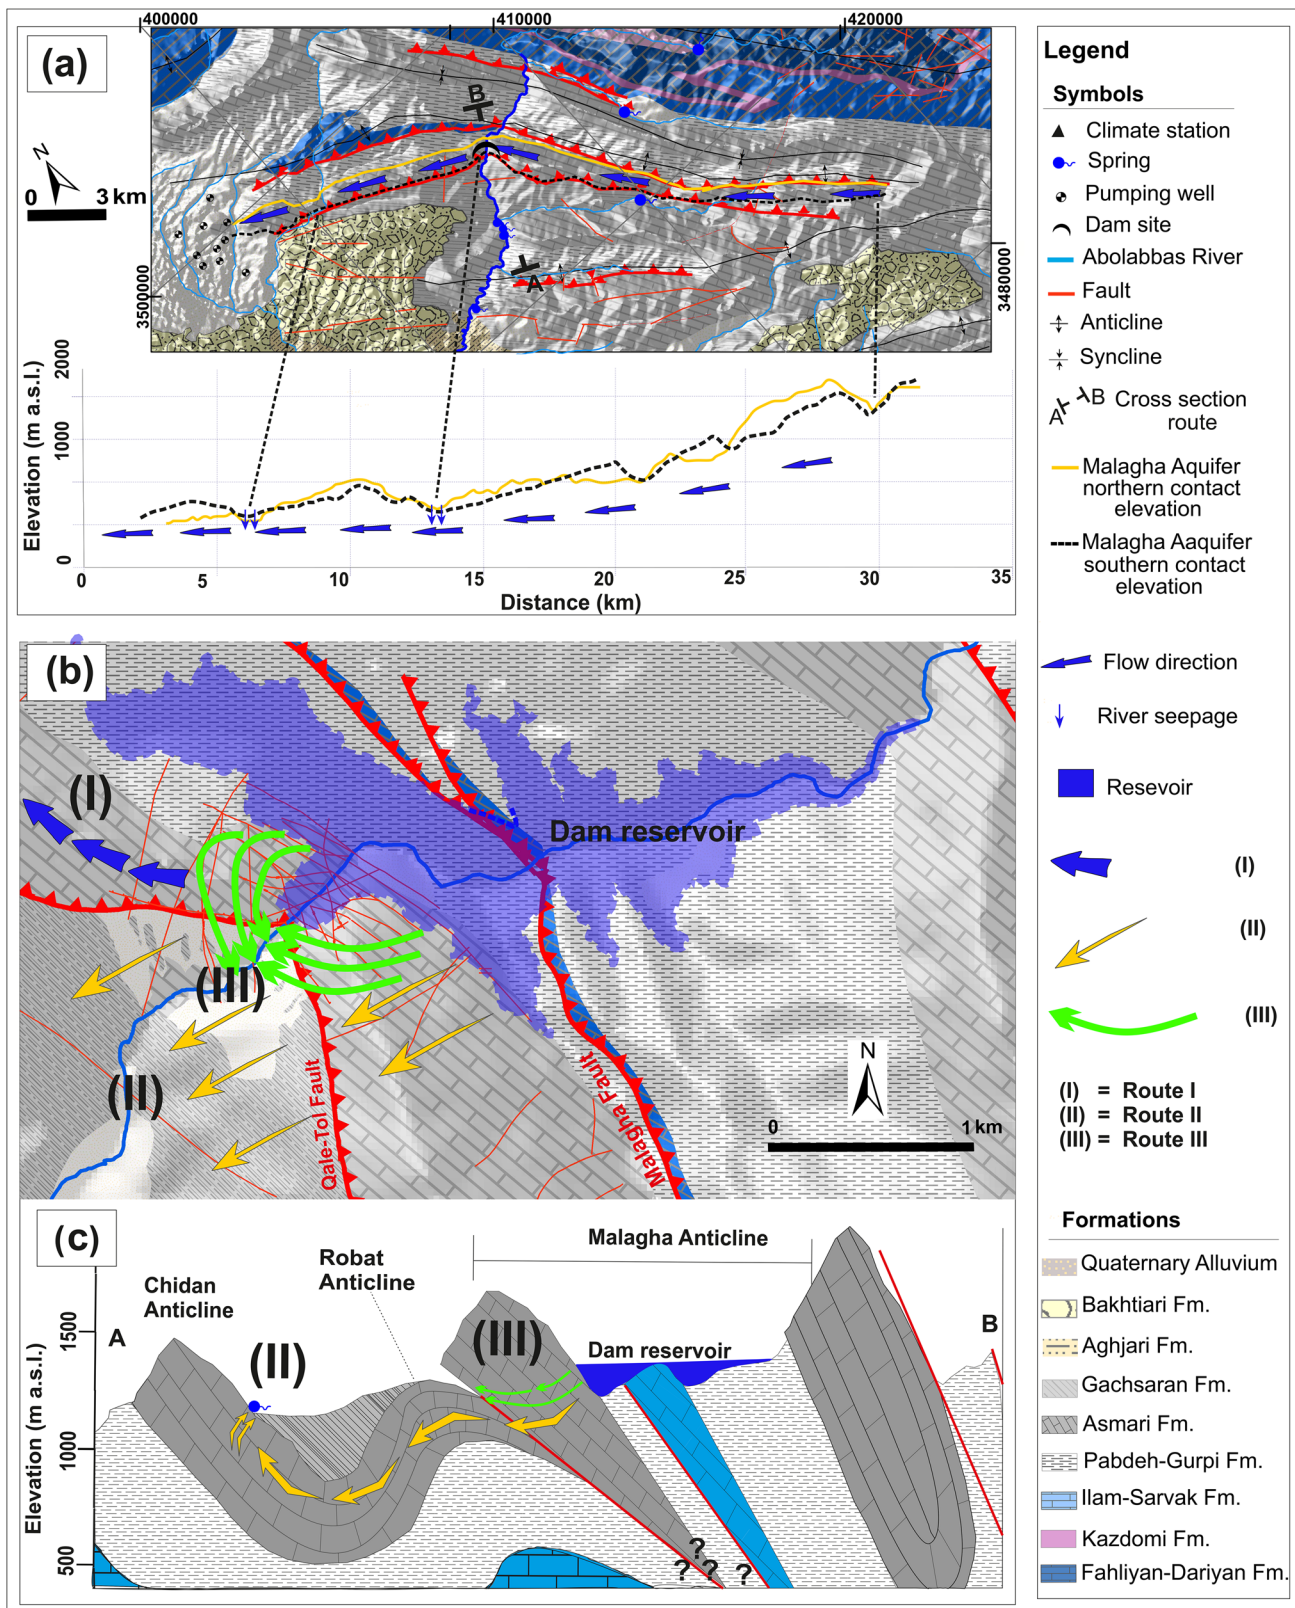 400000
410000
420000
(a)
B
N
0 3 km
A
3500000
3480000
Elevation (m a.s.l.)
2000
1000
0
0 5 10 15 20 25 30 35
Distance (km)
(b)
(I)
Dam reservoir
(III)
(II)
Qale-Tol Fault
Malagha Fault
N
0 1 km
(c)
Malagha Anticline
Robat
Anticline
Chidan
Anticline
A
B
(II)
(III)
Dam reservoir
Elevation (m a.s.l.)
1500
1000
500
?
?
?
?
Legend
Symbols
Climate station
Spring
Pumping well
Dam site
Abolabbas River
Fault
Anticline
Syncline
A B Cross section
route
Malagha Aquifer
northern contact
elevation
Malagha Aaquifer
southern contact
elevation
Flow direction
River seepage
Resevoir
(I)
(II)
(III)
(I) = Route I
(II) = Route II
(III) = Route III
Formations
Quaternary Alluvium
Bakhtiari Fm.
Aghjari Fm.
Gachsaran Fm.
Asmari Fm.
Pabdeh-Gurpi Fm.
Ilam-Sarvak Fm.
Kazdomi Fm.
Fahliyan-Dariyan Fm.